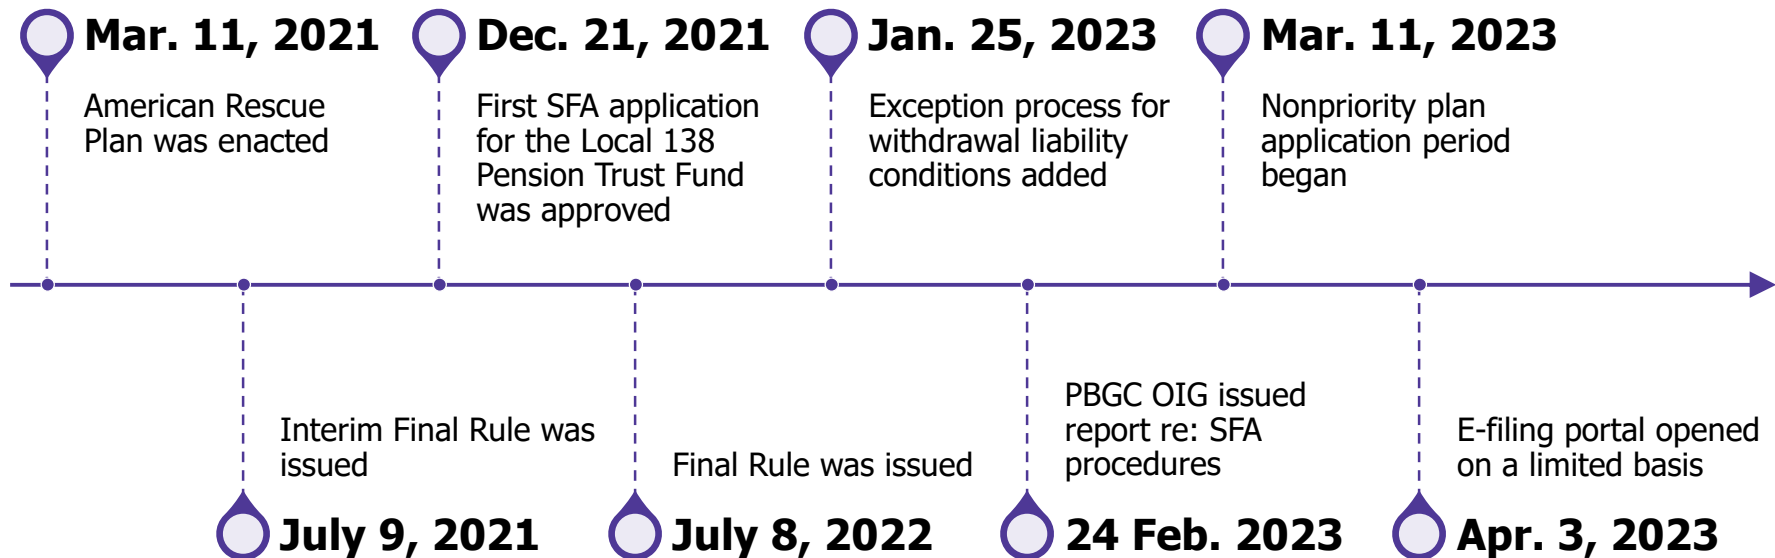 Mar. 11, 2021
American Rescue
Plan was enacted
Dec. 21, 2021
First SFA application
for the Local 138
Pension Trust Fund
was approved
Jan. 25, 2023
Exception process for
withdrawal liability
conditions added
Mar. 11, 2023
Nonpriority plan
application period
began
Interim Final Rule was
issued
July 9, 2021
Final Rule was issued
July 8, 2022
PBGC OIG issued
report re: SFA
procedures
24 Feb. 2023
E-filing portal opened
on a limited basis
Apr. 3, 2023